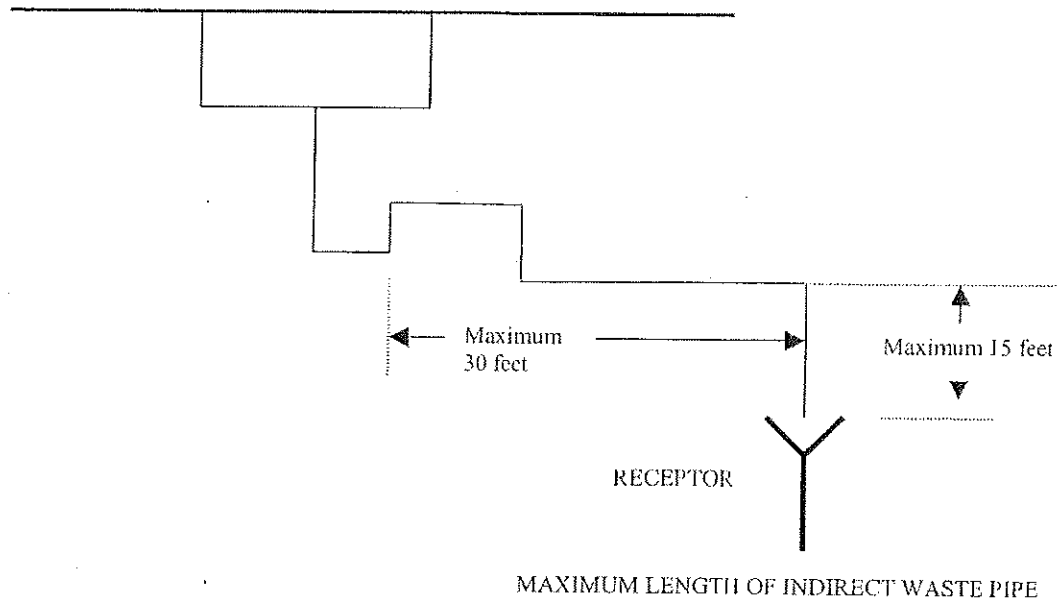 Maximum
30 feet
Maximum 15 feet
RECEPTOR
MAXIMUM LENGTH OF INDIRECT WASTE PIPE